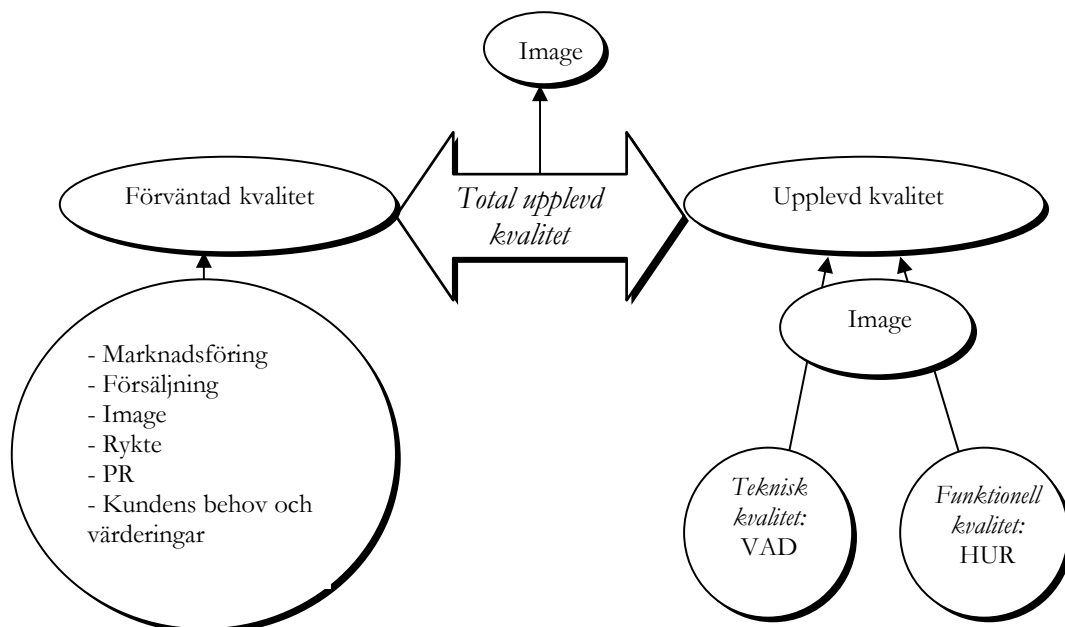 Image
Förväntad kvalitet
Total upplevd
kvalitet
Upplevd kvalitet
Image
- Marknadsföring
- Försäljning
- Image
- Rykte
- PR
- Kundens behov och
värderingar
Teknisk
kvalitet:
VAD
Funktionell
kvalitet:
HUR